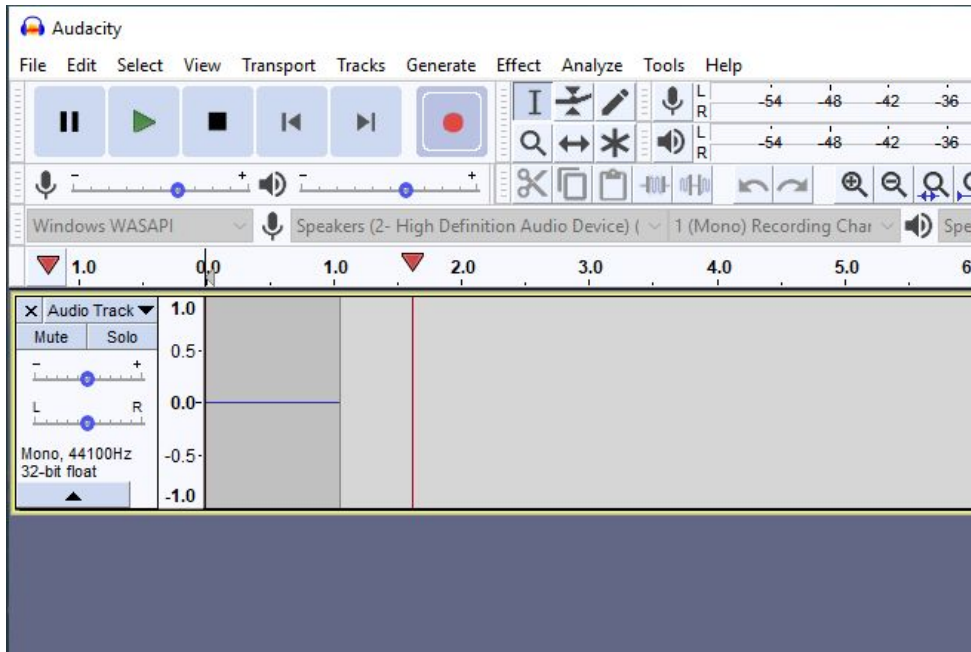 Audacity
File Edit Select View Transport Tracks Generate Effect Analyze Tools Help
L
R
-54 -48 -42 -36
L
R
-54 -48 -42 -36
- + - +
Windows WASAPI Speakers (2- High Definition Audio Device) ( 1 (Mono) Recording Char Spe
1.0 0.0 1.0 2.0 3.0 4.0 5.0 6
X Audio Track 1.0
Mute Solo
0.5
- +
L R 0.0
Mono, 44100Hz -0.5
32-bit float
-1.0